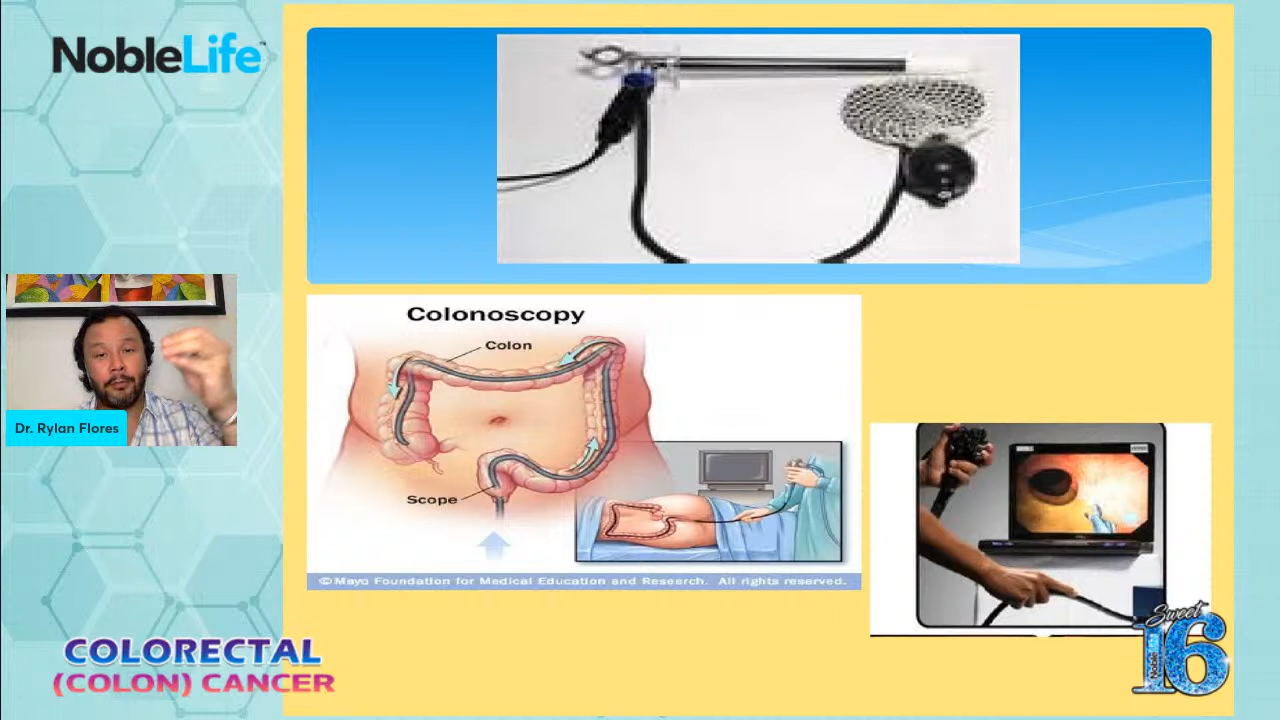 NobleLife™
Colonoscopy
Colon
Scope
©Mayo Foundation for Medical Education and Research. All rights reserved.
Dr. Rylan Flores
COLORECTAL
(COLON) CANCER
Sweet
16
NobleLife